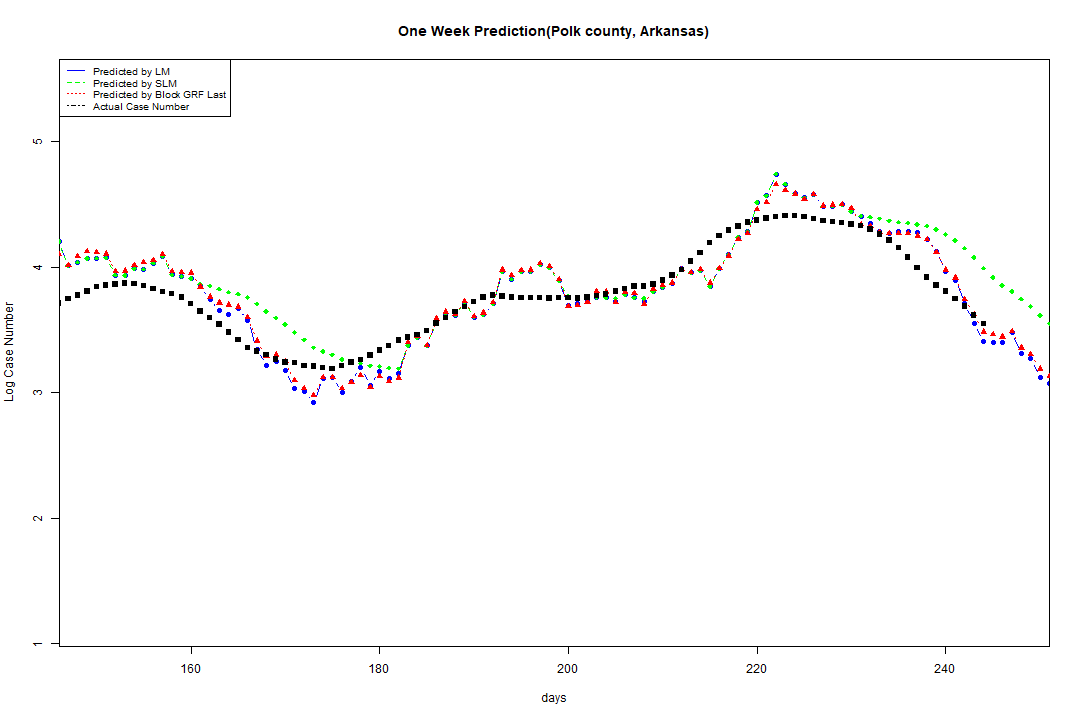 One Week Prediction(Polk county, Arkansas)
Predicted by LM
Predicted by SLM
Predicted by Block GRF Last
Actual Case Number
Log Case Number
5
4
3
2
1
160 180 200 220 240
days